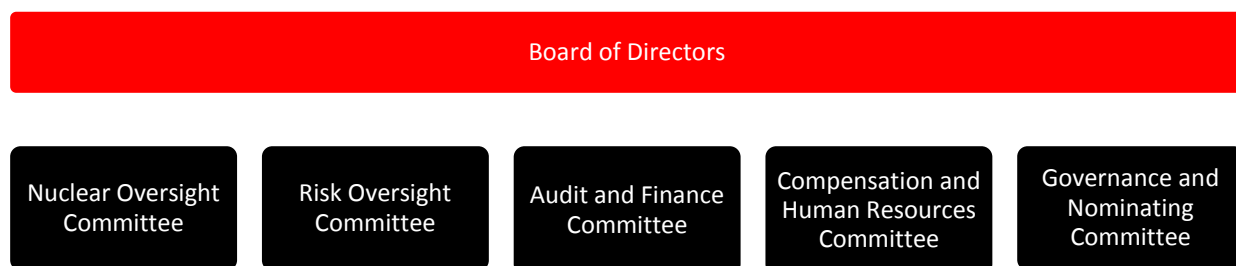 Board of Directors
Nuclear Oversight
Committee
Risk Oversight
Committee
Audit and Finance
Committee
Compensation and
Human Resources
Committee
Governance and
Nominating
Committee